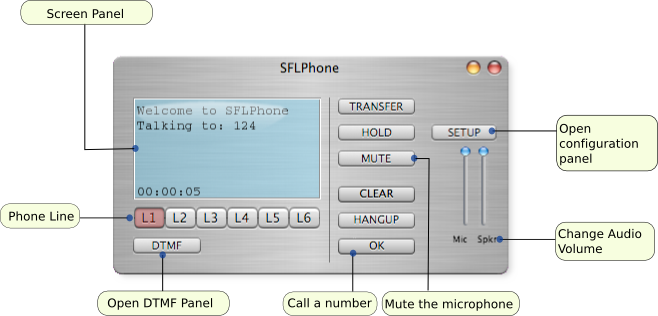 Screen Panel
SFLPhone
Welcome to SFLPhone
Talking to: 124
00:00:05
TRANSFER
HOLD
MUTE
CLEAR
HANGUP
OK
SETUP
Mic Spkr
Open
configuration
panel
Phone Line
L1 L2 L3 L4 L5 L6
DTMF
Change Audio
Volume
Open DTMF Panel
Call a number
Mute the microphone